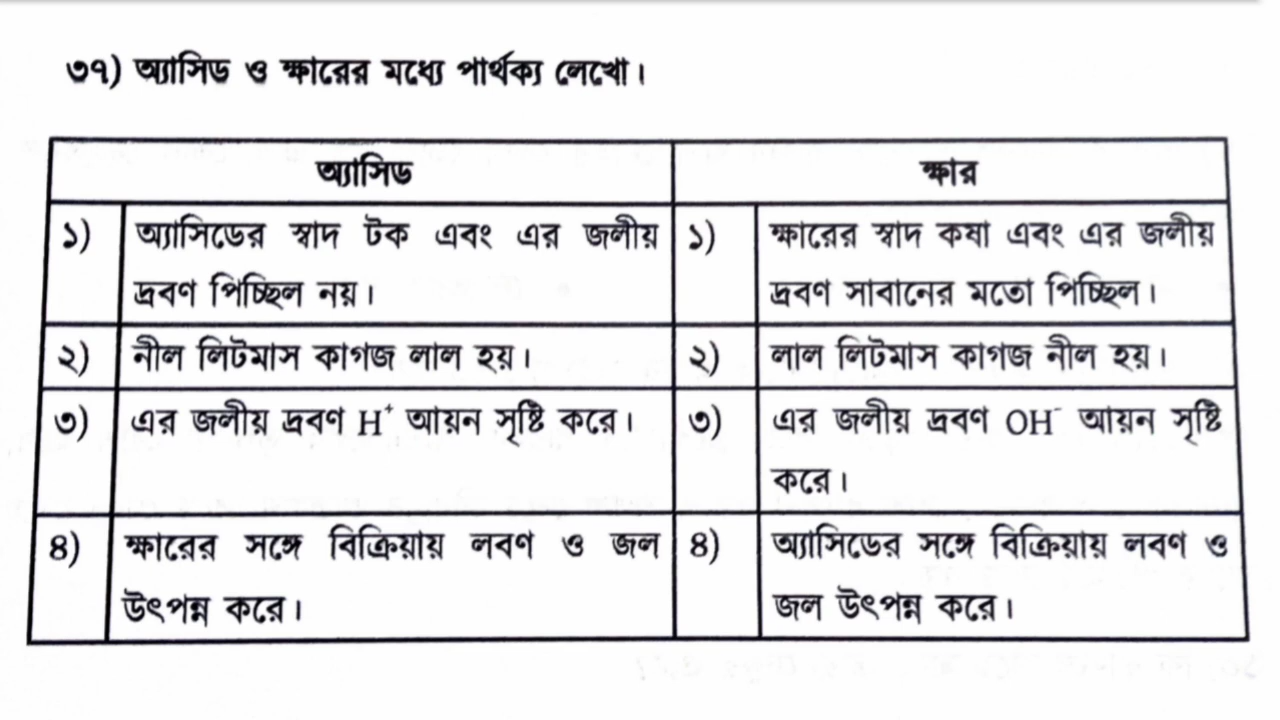 ৩৭) অ্যাসিড ও ক্ষারের মধ্যে পার্থক্য লেখো।
অ্যাসিড
ক্ষার
১) অ্যাসিডের স্বাদ টক এবং এর জলীয়
দ্রবণ পিচ্ছিল নয়।
১) ক্ষারের স্বাদ কষা এবং এর জলীয়
দ্রবণ সাবানের মতো পিচ্ছিল।
২) নীল লিটমাস কাগজ লাল হয়।
২) লাল লিটমাস কাগজ নীল হয়।
৩) এর জলীয় দ্রবণ H⁺ আয়ন সৃষ্টি করে।
৩) এর জলীয় দ্রবণ OH⁻ আয়ন সৃষ্টি
করে।
৪) ক্ষারের সঙ্গে বিক্রিয়ায় লবণ ও জল
উৎপন্ন করে।
৪) অ্যাসিডের সঙ্গে বিক্রিয়ায় লবণ ও
জল উৎপন্ন করে।